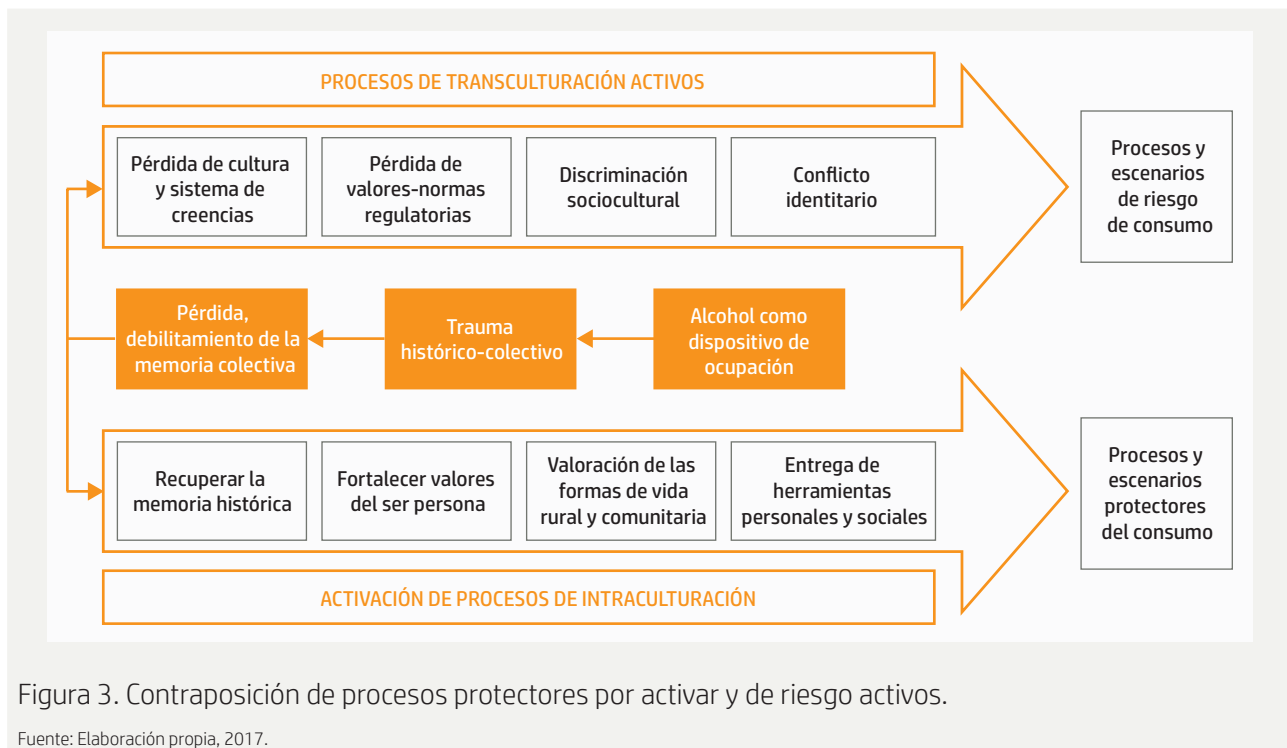 PROCESOS DE TRANSCULTURACIÓN ACTIVOS
Pérdida de cultura
y sistema de
creencias
Pérdida de
valores-normas
regulatorias
Discriminación
sociocultural
Conflicto
identitario
Procesos y
escenarios
de riesgo
de consumo
Pérdida,
debilitamiento de la
memoria colectiva
Trauma
histórico-colectivo
Alcohol como
dispositivo de
ocupación
Recuperar la
memoria histórica
Fortalecer valores
del ser persona
Valoración de las
formas de vida
rural y comunitaria
Entrega de
herramientas
personales y sociales
Procesos y
escenarios
protectores
del consumo
ACTIVACIÓN DE PROCESOS DE INTRACULTURACIÓN
Figura 3. Contraposición de procesos protectores por activar y de riesgo activos.
Fuente: Elaboración propia, 2017.